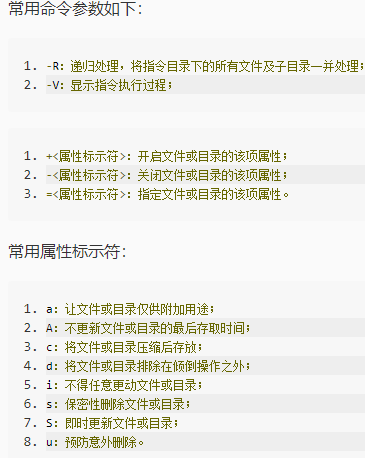 常用命令参数如下：
1. -R：递归处理，将指令目录下的所有文件及子目录一并处理；
2. -V：显示指令执行过程；
1. +<属性标示符>：开启文件或目录的该项属性；
2. -<属性标示符>：关闭文件或目录的该项属性；
3. =<属性标示符>：指定文件或目录的该项属性。
常用属性标示符：
1. a：让文件或目录仅供附加用途；
2. A：不更新文件或目录的最后存取时间；
3. c：将文件或目录压缩后存放；
4. d：将文件或目录排除在倾倒操作之外；
5. i：不得任意更动文件或目录；
6. s：保密性删除文件或目录；
7. S：即时更新文件或目录；
8. u：预防意外删除。